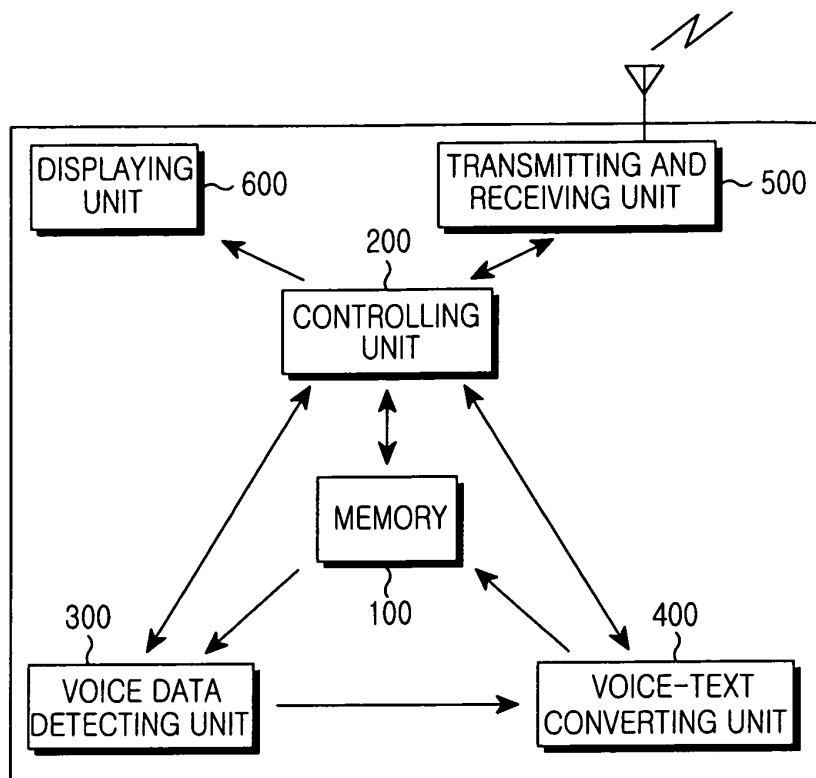 DISPLAYING
UNIT
600
TRANSMITTING AND
RECEIVING UNIT
500
200
CONTROLLING
UNIT
MEMORY
100
300
VOICE DATA
DETECTING UNIT
400
VOICE-TEXT
CONVERTING UNIT